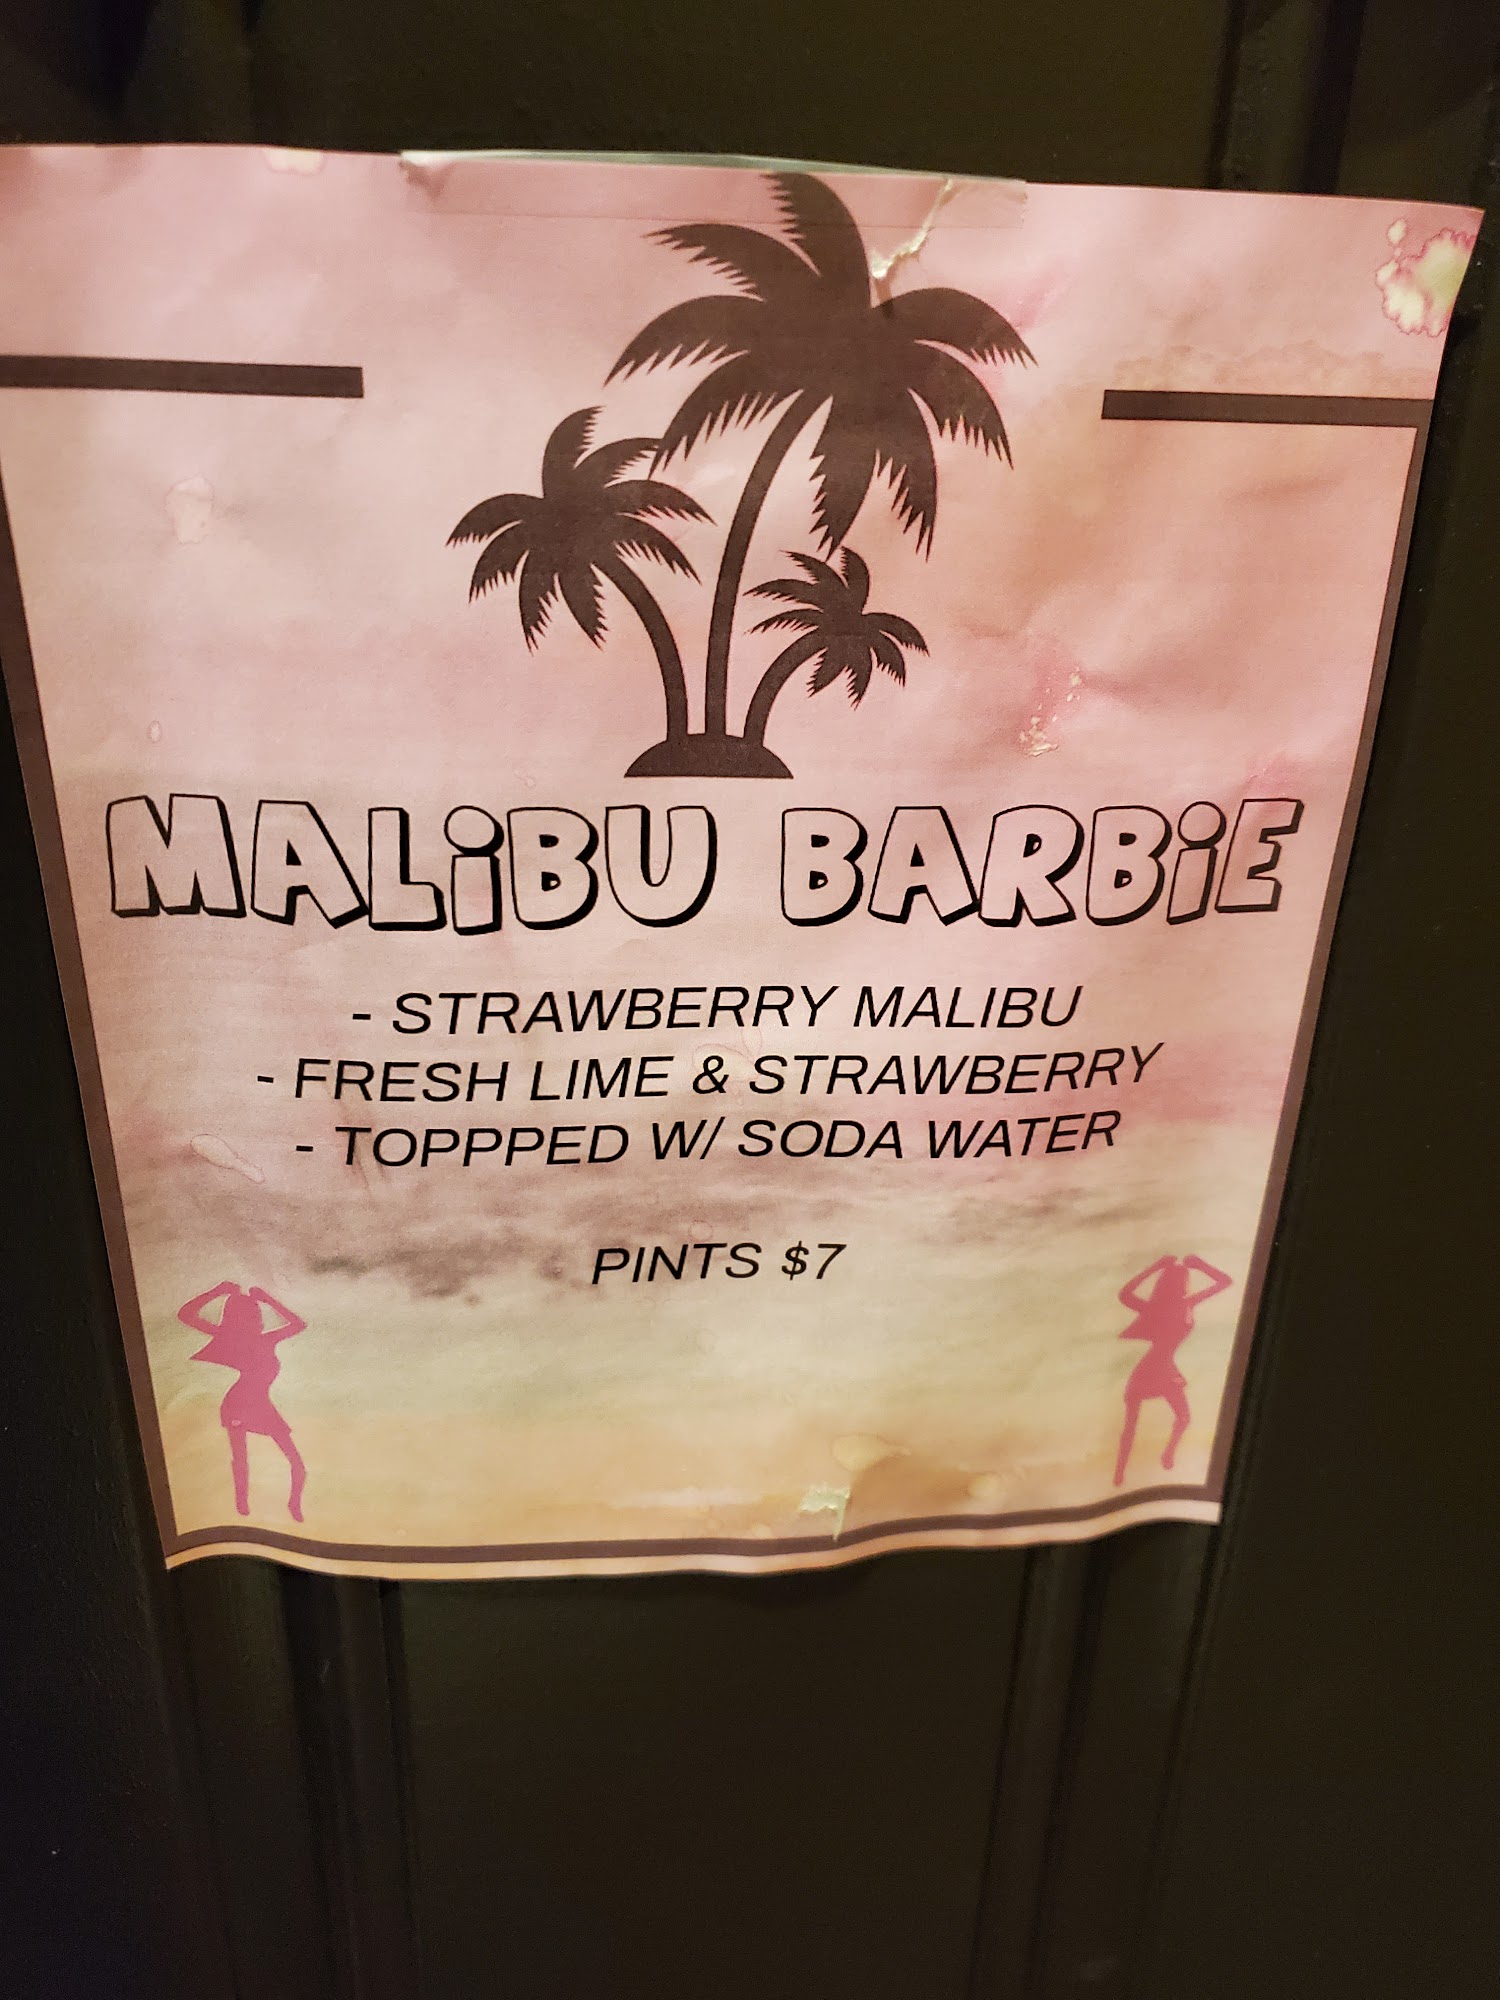 MALiBU BARBiE
- STRAWBERRY MALIBU
- FRESH LIME & STRAWBERRY
- TOPPPED W/ SODA WATER
PINTS $7